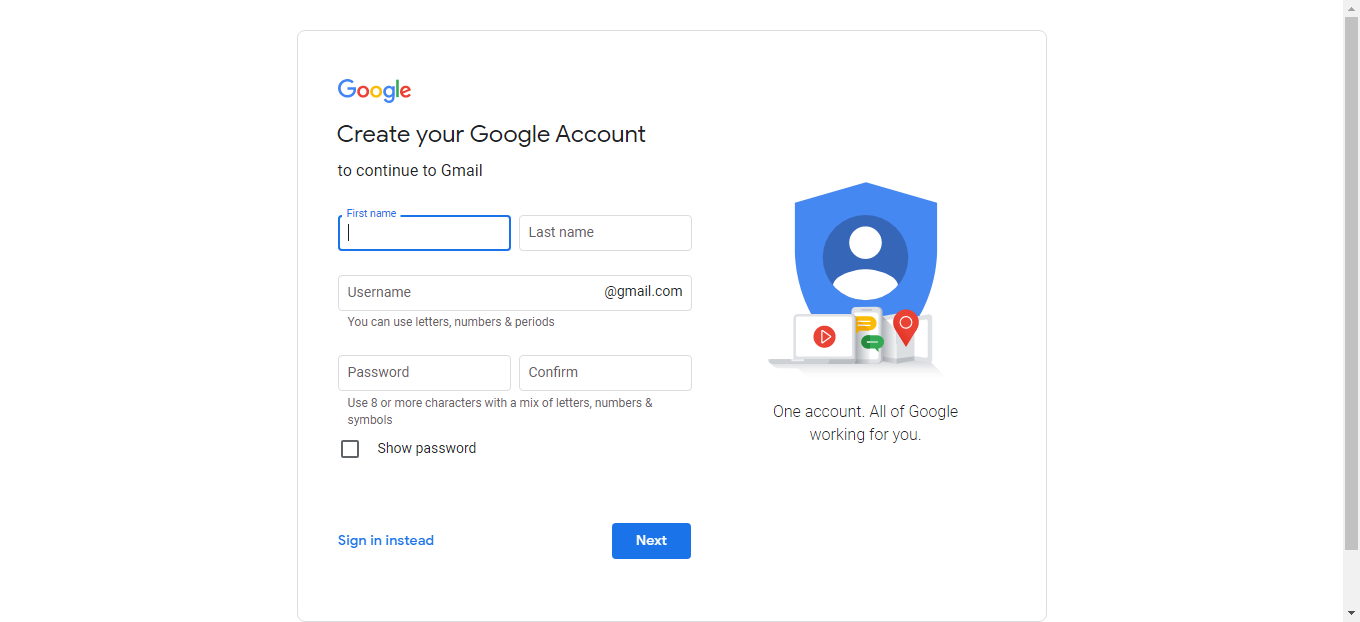 Google
Create your Google Account
to continue to Gmail
First name
Last name
Username @gmail.com
You can use letters, numbers & periods
Password
Confirm
Use 8 or more characters with a mix of letters, numbers &
symbols
Show password
Sign in instead
Next
One account. All of Google
working for you.